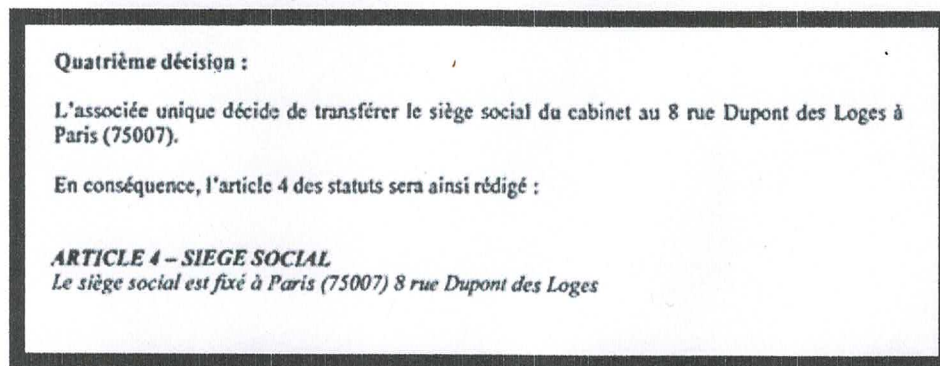 Quatrième décision :
L'associée unique décide de transférer le siège social du cabinet au 8 rue Dupont des Loges à
Paris (75007).
En conséquence, l'article 4 des statuts sera ainsi rédigé :
ARTICLE 4 – SIEGE SOCIAL
Le siège social est fixé à Paris (75007) 8 rue Dupont des Loges